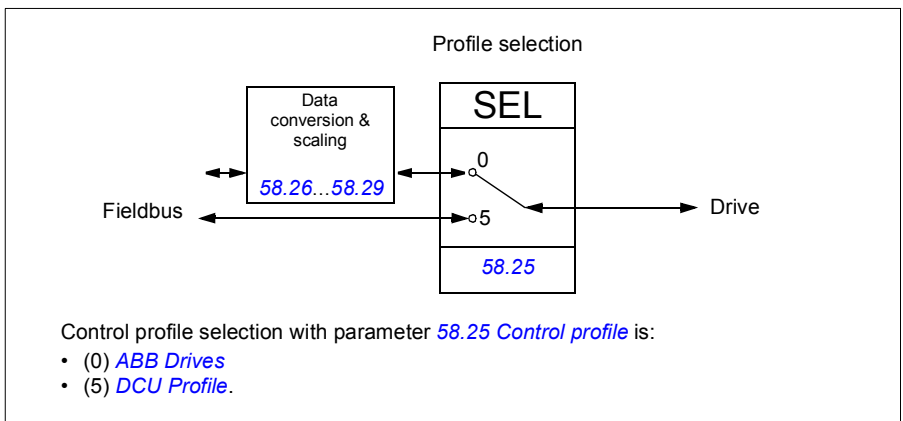 Profile selection
Data
conversion &
scaling
58.26...58.29
SEL
0
5
58.25
Fieldbus
Drive
Control profile selection with parameter 58.25 Control profile is:
• (0) ABB Drives
• (5) DCU Profile.